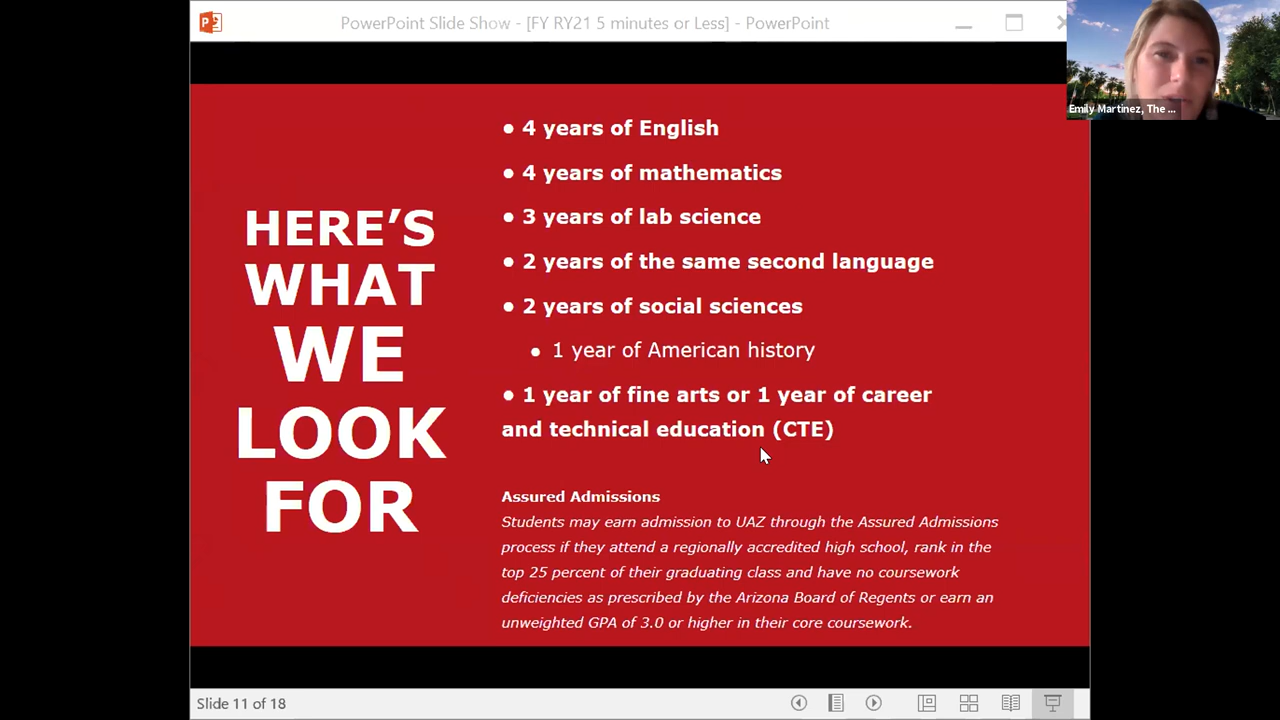 PowerPoint Slide Show - [FY RY21 5 minutes or Less] - PowerPoint
Emily Martinez, The ...
HERE'S
WHAT
WE
LOOK
FOR
• 4 years of English
• 4 years of mathematics
• 3 years of lab science
• 2 years of the same second language
• 2 years of social sciences
• 1 year of American history
• 1 year of fine arts or 1 year of career
and technical education (CTE)
Assured Admissions
Students may earn admission to UAZ through the Assured Admissions
process if they attend a regionally accredited high school, rank in the
top 25 percent of their graduating class and have no coursework
deficiencies as prescribed by the Arizona Board of Regents or earn an
unweighted GPA of 3.0 or higher in their core coursework.
Slide 11 of 18